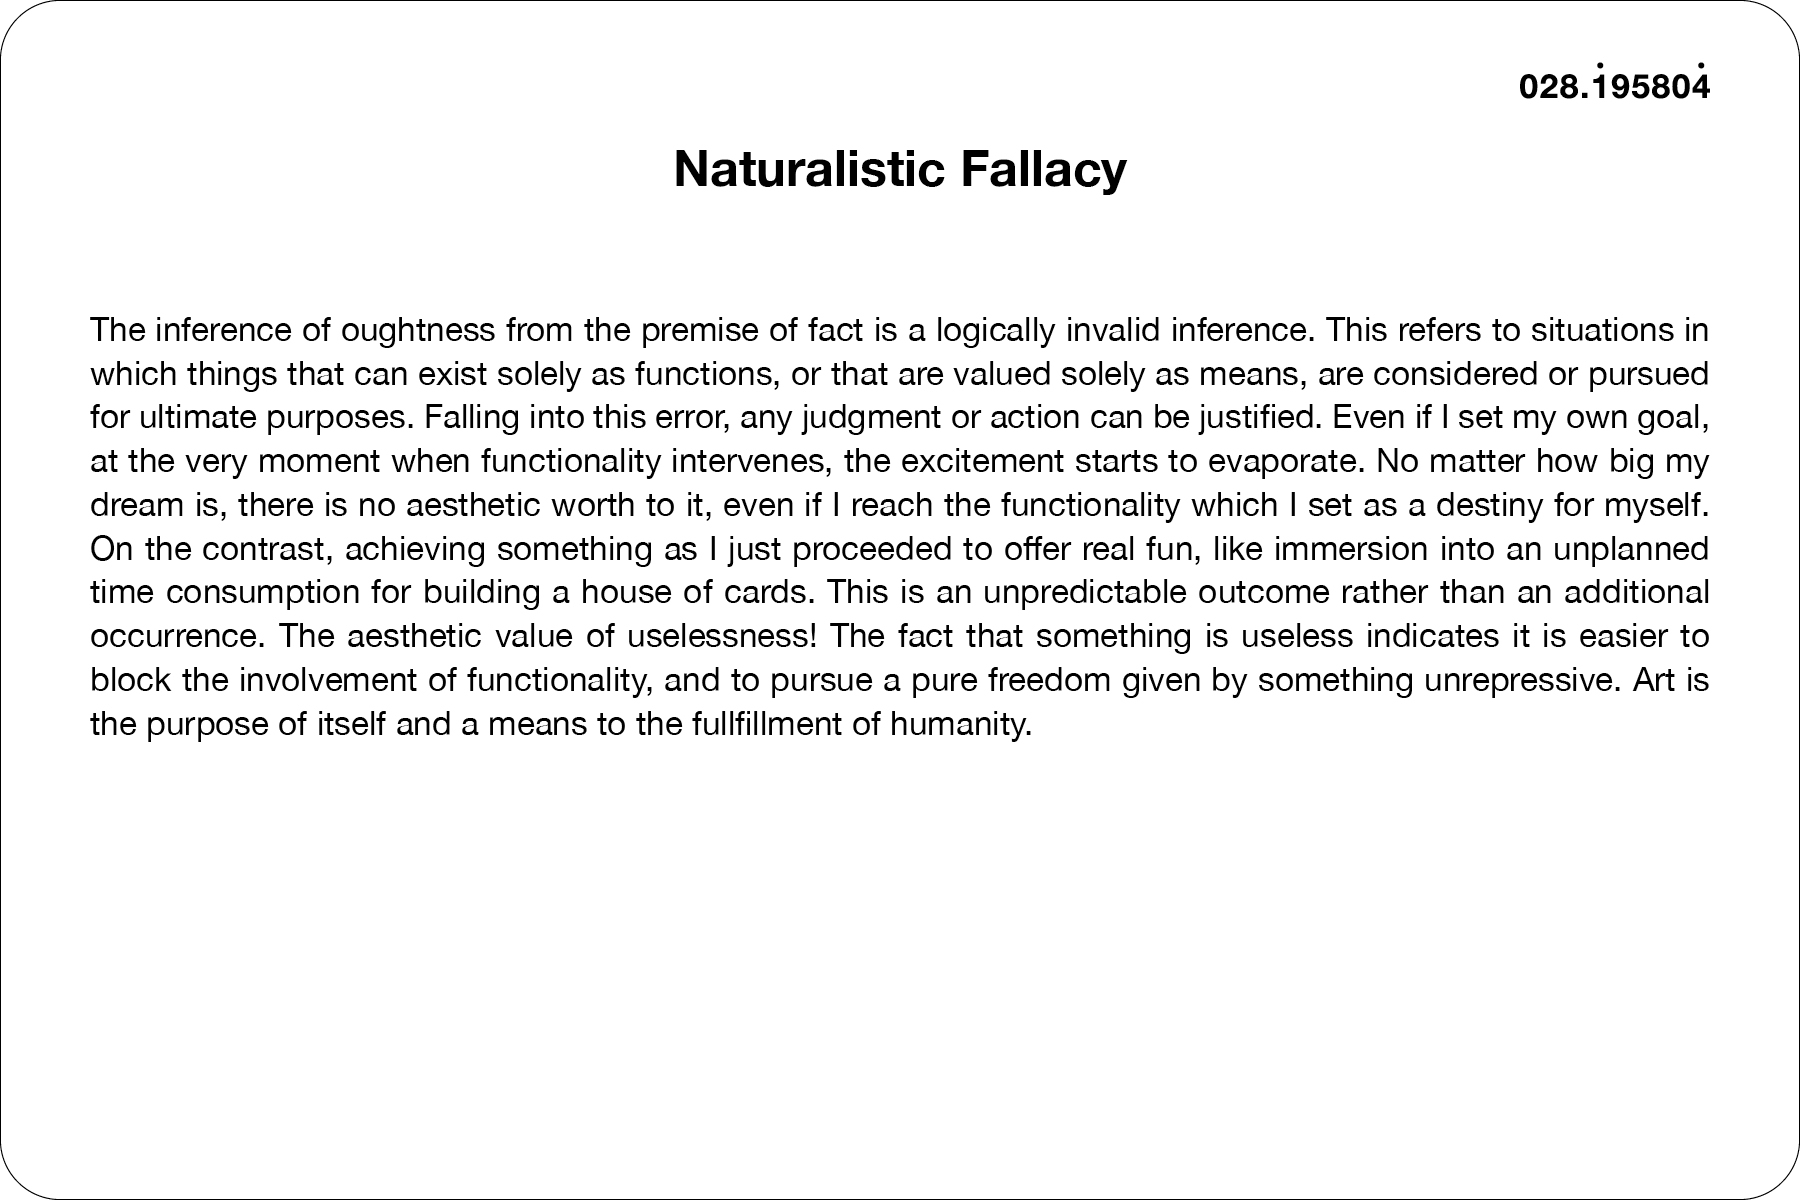 028.1̇95804̇
Naturalistic Fallacy
The inference of oughtness from the premise of fact is a logically invalid inference. This refers to situations in
which things that can exist solely as functions, or that are valued solely as means, are considered or pursued
for ultimate purposes. Falling into this error, any judgment or action can be justified. Even if I set my own goal,
at the very moment when functionality intervenes, the excitement starts to evaporate. No matter how big my
dream is, there is no aesthetic worth to it, even if I reach the functionality which I set as a destiny for myself.
On the contrast, achieving something as I just proceeded to offer real fun, like immersion into an unplanned
time consumption for building a house of cards. This is an unpredictable outcome rather than an additional
occurrence. The aesthetic value of uselessness! The fact that something is useless indicates it is easier to
block the involvement of functionality, and to pursue a pure freedom given by something unrepressive. Art is
the purpose of itself and a means to the fullfillment of humanity.